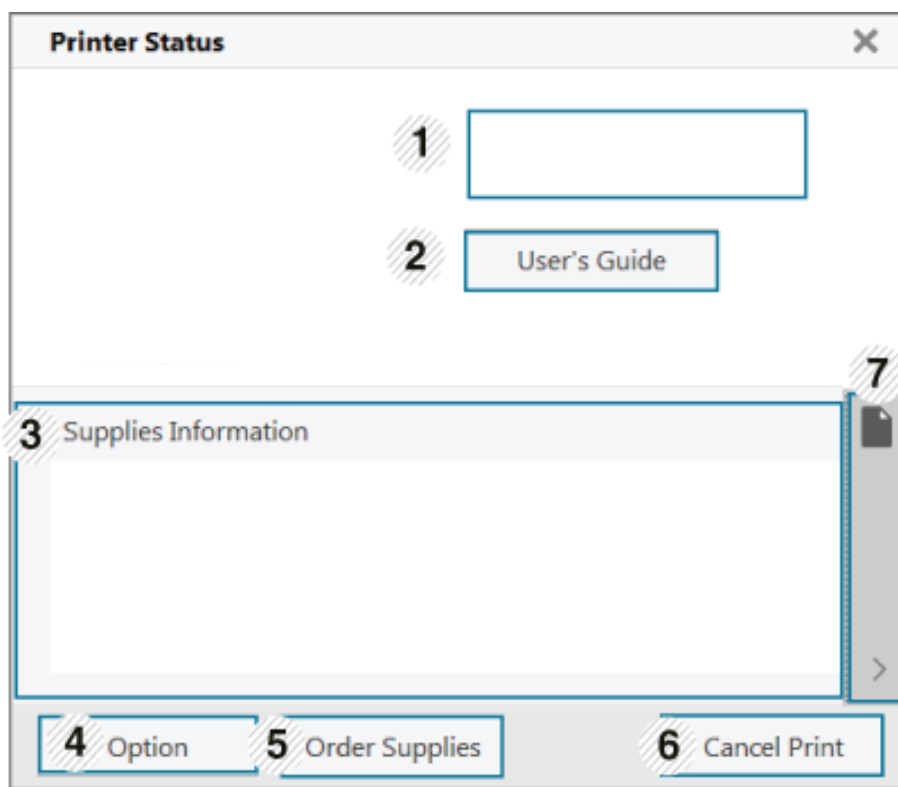 Printer Status
1
2 User's Guide
7
3 Supplies Information
4 Option 5 Order Supplies 6 Cancel Print